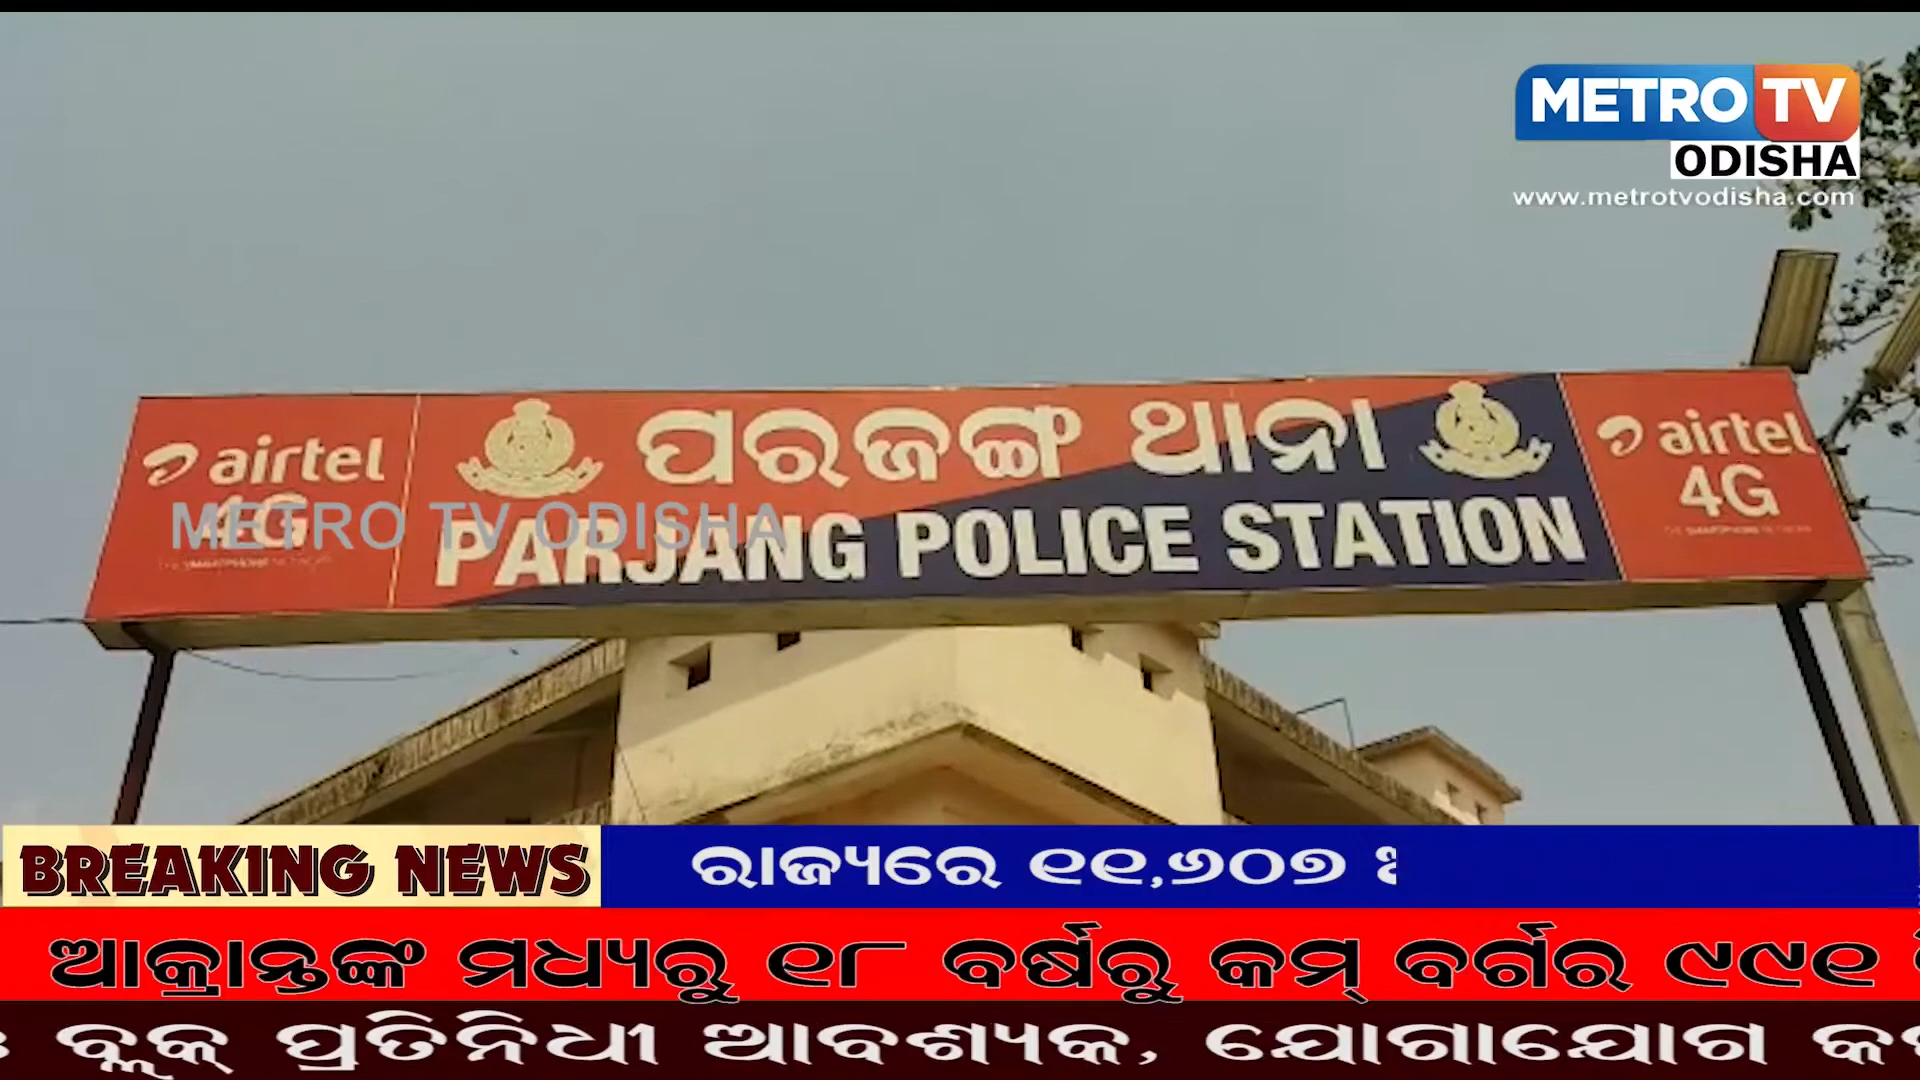 METRO TV
ODISHA
www.metrotvodisha.com
airtel
4G
ପରଜଙ୍ଗ ଥାନା
PARJANG POLICE STATION
airtel
4G
METRO TV ODISHA
BREAKING NEWS
ରାଜ୍ୟରେ ୧୧,୬୦୭
ଆକ୍ରାନ୍ତଙ୍କ ମଧ୍ୟରୁ ୧୮ ବର୍ଷରୁ କମ୍ ବର୍ଗର ୯୯୧
ବ୍ଲକ୍ ପ୍ରତିନିଧୀ ଆବଶ୍ୟକ, ଯୋଗାଯୋଗ